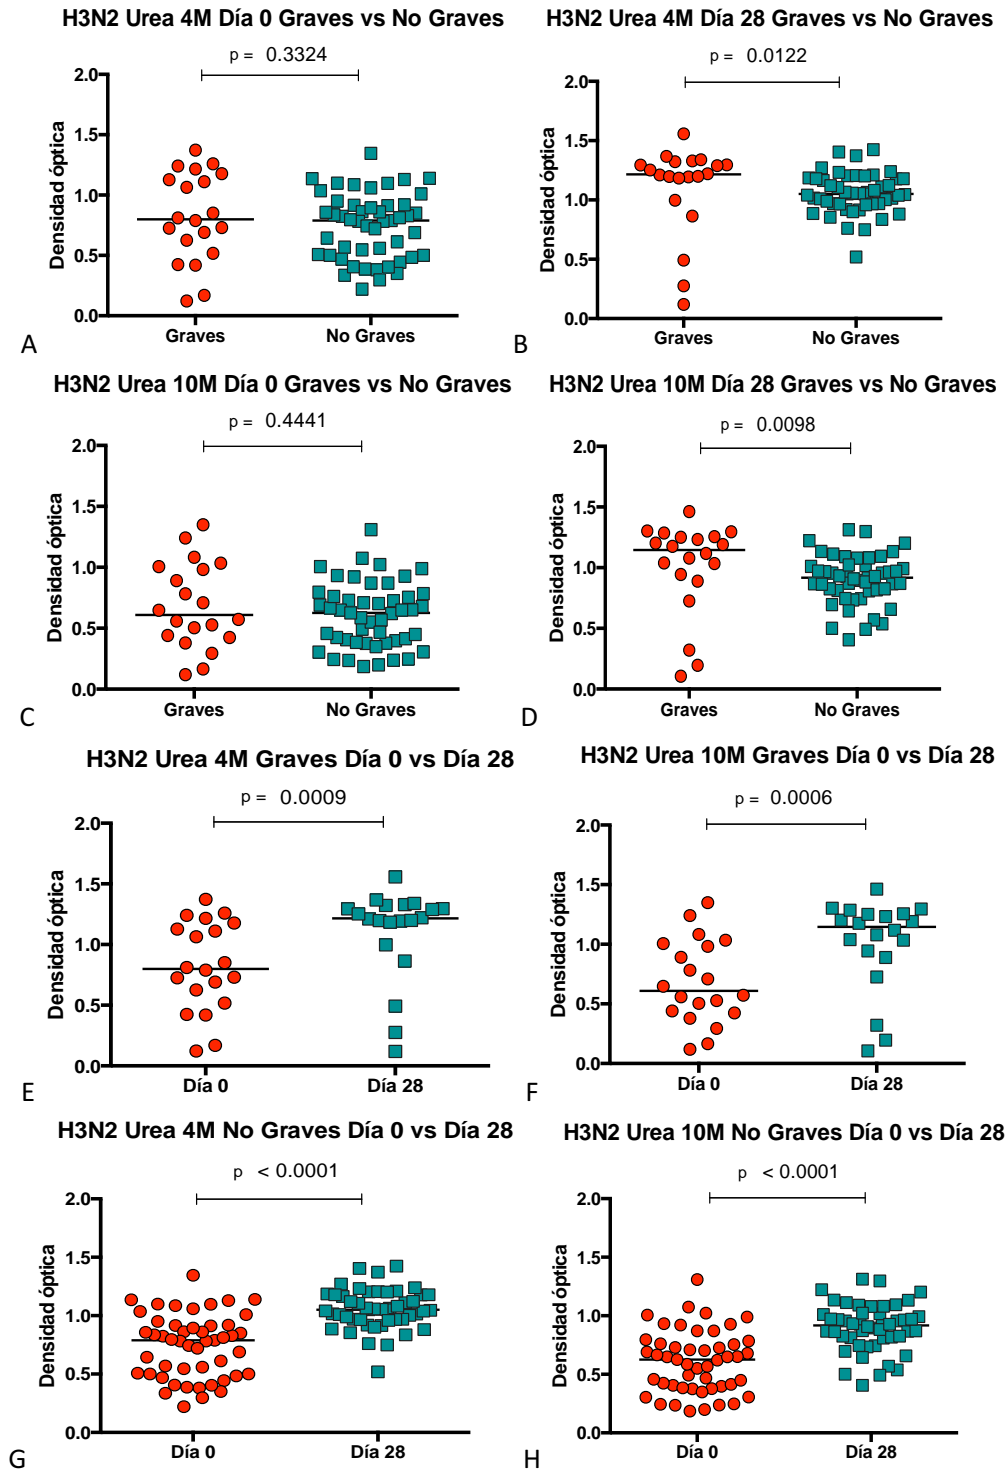 H3N2 Urea 4M Día 0 Graves vs No Graves
p = 0.3324
2.0
1.5
1.0
0.5
0.0
Densidad óptica
Graves
No Graves
A
H3N2 Urea 4M Día 28 Graves vs No Graves
p = 0.0122
2.0
1.5
1.0
0.5
0.0
Densidad óptica
Graves
No Graves
B
H3N2 Urea 10M Día 0 Graves vs No Graves
p = 0.4441
2.0
1.5
1.0
0.5
0.0
Densidad óptica
Graves
No Graves
C
H3N2 Urea 10M Día 28 Graves vs No Graves
p = 0.0098
2.0
1.5
1.0
0.5
0.0
Densidad óptica
Graves
No Graves
D
H3N2 Urea 4M Graves Día 0 vs Día 28
p = 0.0009
2.0
1.5
1.0
0.5
0.0
Densidad óptica
Día 0
Día 28
E
H3N2 Urea 10M Graves Día 0 vs Día 28
p = 0.0006
2.0
1.5
1.0
0.5
0.0
Densidad óptica
Día 0
Día 28
F
H3N2 Urea 4M No Graves Día 0 vs Día 28
p < 0.0001
2.0
1.5
1.0
0.5
0.0
Densidad óptica
Día 0
Día 28
G
H3N2 Urea 10M No Graves Día 0 vs Día 28
p < 0.0001
2.0
1.5
1.0
0.5
0.0
Densidad óptica
Día 0
Día 28
H